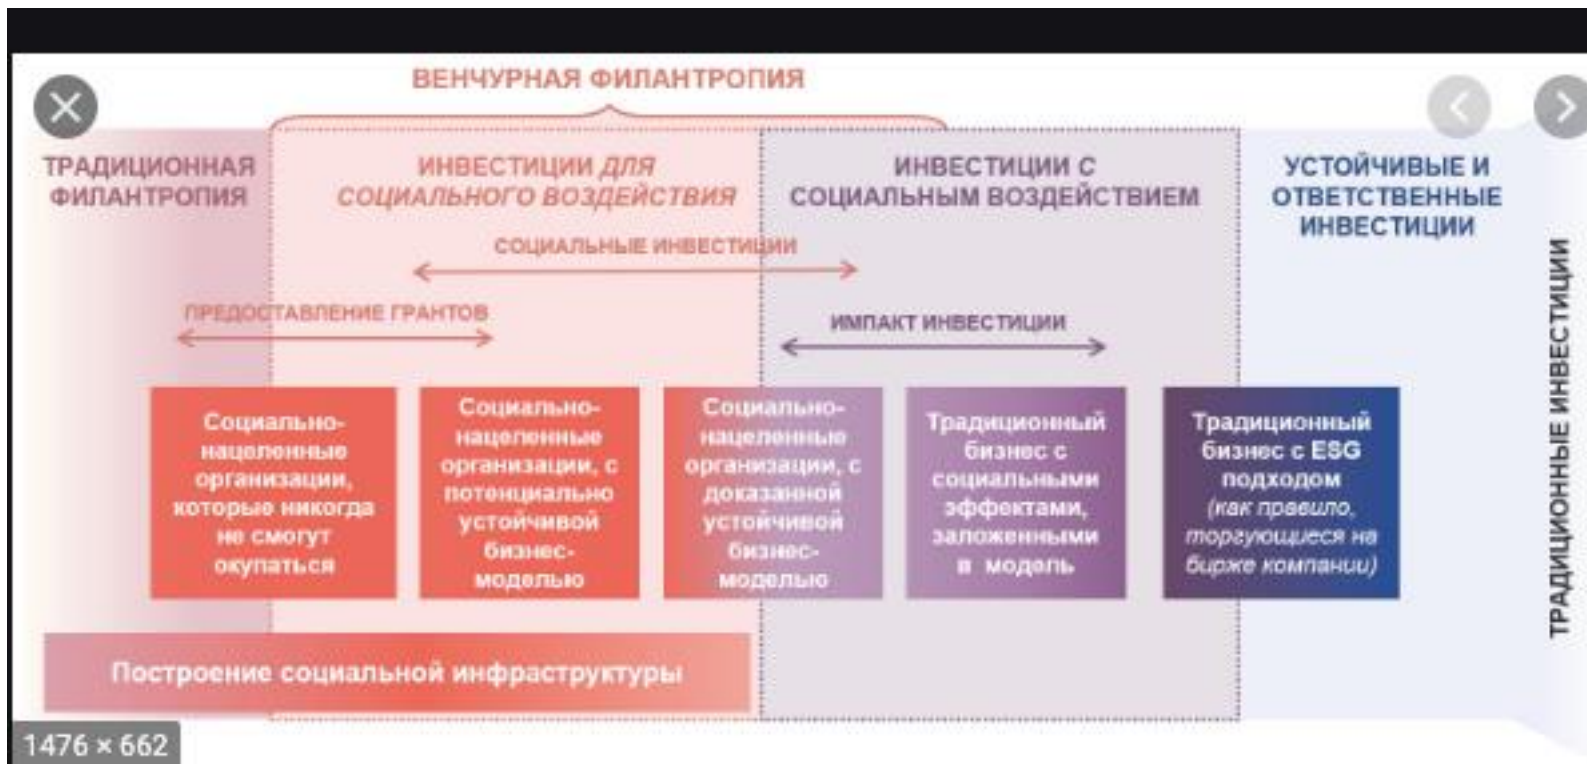 ВЕНЧУРНАЯ ФИЛАНТРОПИЯ
ТРАДИЦИОННАЯ
ФИЛАНТРОПИЯ
ИНВЕСТИЦИИ ДЛЯ
СОЦИАЛЬНОГО ВОЗДЕЙСТВИЯ
ИНВЕСТИЦИИ С
СОЦИАЛЬНЫМ ВОЗДЕЙСТВИЕМ
УСТОЙЧИВЫЕ И
ОТВЕТСТВЕННЫЕ
ИНВЕСТИЦИИ
СОЦИАЛЬНЫЕ ИНВЕСТИЦИИ
ПРЕДОСТАВЛЕНИЕ ГРАНТОВ
ИМПАКТ ИНВЕСТИЦИИ
Социально-
нацеленные
организации,
которые никогда
не смогут
окупаться
Социально-
нацеленные
организации, с
потенциально
устойчивой
бизнес-
моделью
Социально-
нацеленные
организации, с
доказанной
устойчивой
бизнес-
моделью
Традиционный
бизнес с
социальными
эффектами,
заложенными
в модель
Традиционный
бизнес с ESG
подходом
(как правило,
торгующиеся на
бирже компании)
ТРАДИЦИОННЫЕ ИНВЕСТИЦИИ
Построение социальной инфраструктуры
1476 × 662